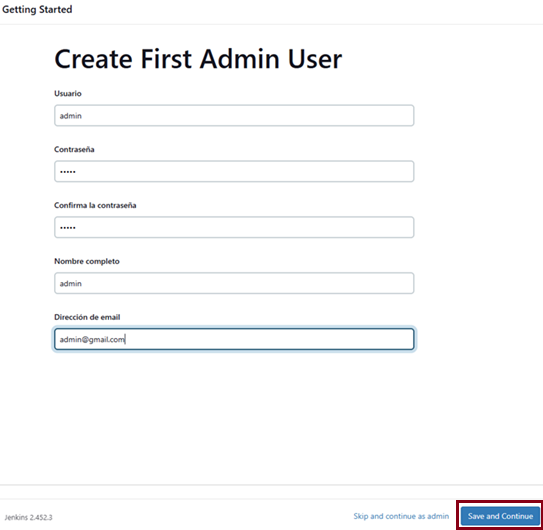 Getting Started
Create First Admin User
Usuario
admin
Contraseña
•••••
Confirma la contraseña
•••••
Nombre completo
admin
Dirección de email
admin@gmail.com
Jenkins 2.452.3
Skip and continue as admin
Save and Continue